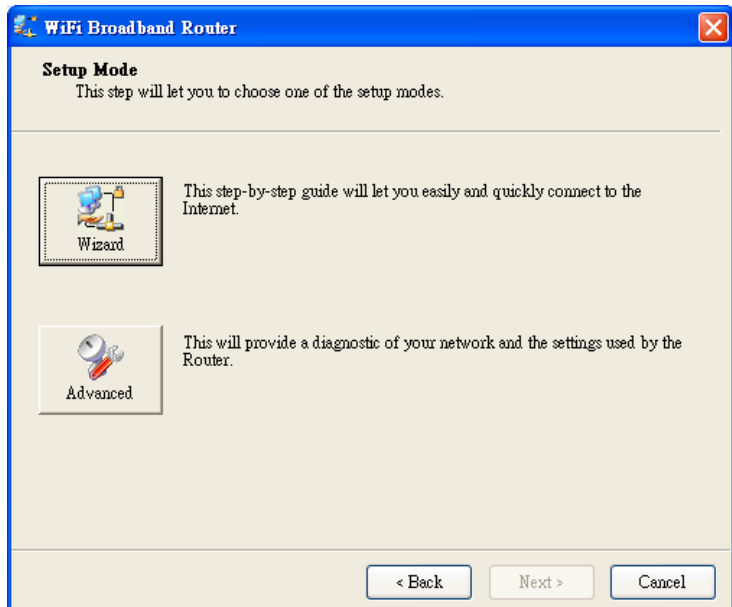 WiFi Broadband Router
Setup Mode
This step will let you to choose one of the setup modes.
Wizard
This step-by-step guide will let you easily and quickly connect to the
Internet.
Advanced
This will provide a diagnostic of your network and the settings used by the
Router.
< Back
Next >
Cancel